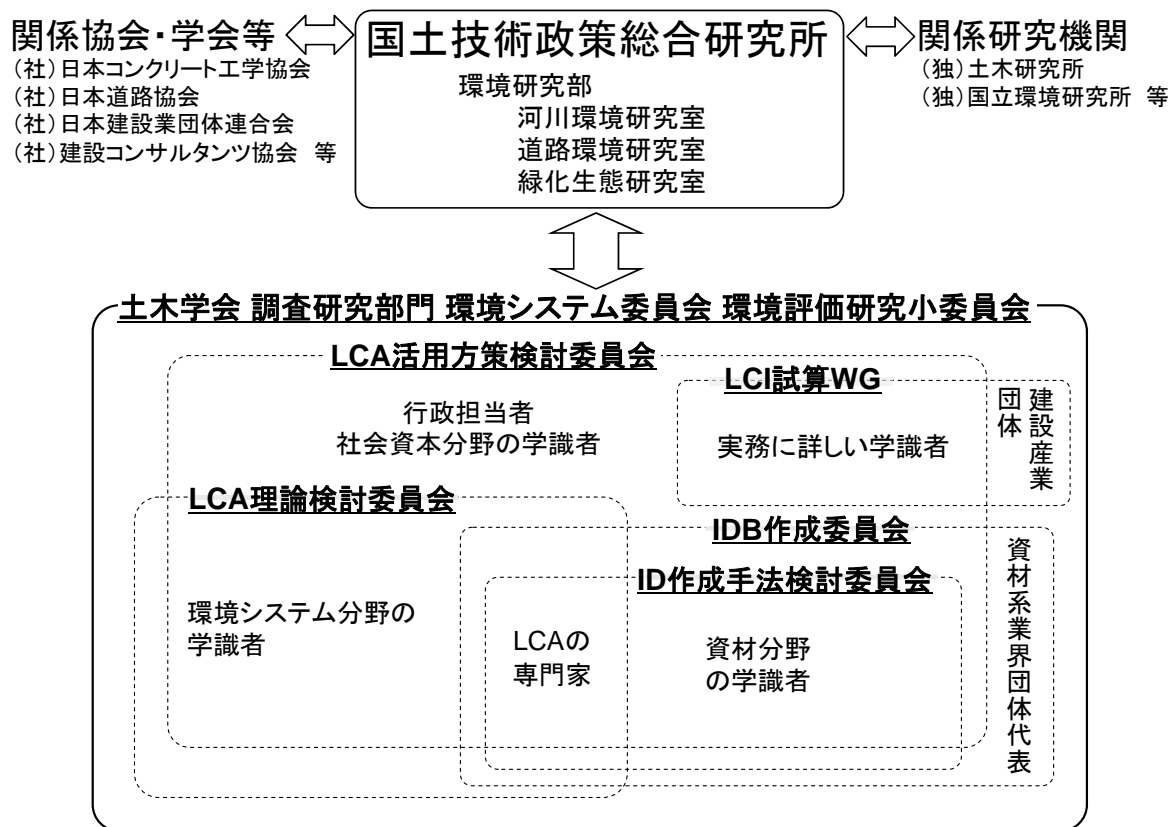 関係協会・学会等
(社)日本コンクリート工学協会
(社)日本道路協会
(社)日本建設業団体連合会
(社)建設コンサルタンツ協会 等
国土技術政策総合研究所
環境研究部
河川環境研究室
道路環境研究室
緑化生態研究室
関係研究機関
(独)土木研究所
(独)国立環境研究所 等
土木学会 調査研究部門 環境システム委員会 環境評価研究小委員会
LCA活用方策検討委員会
行政担当者
社会資本分野の学識者
LCI試算WG
実務に詳しい学識者
建設産業
団体
LCA理論検討委員会
環境システム分野の
学識者
IDB作成委員会
ID作成手法検討委員会
LCAの
専門家
資材分野
の学識者
資材系業界団体代表